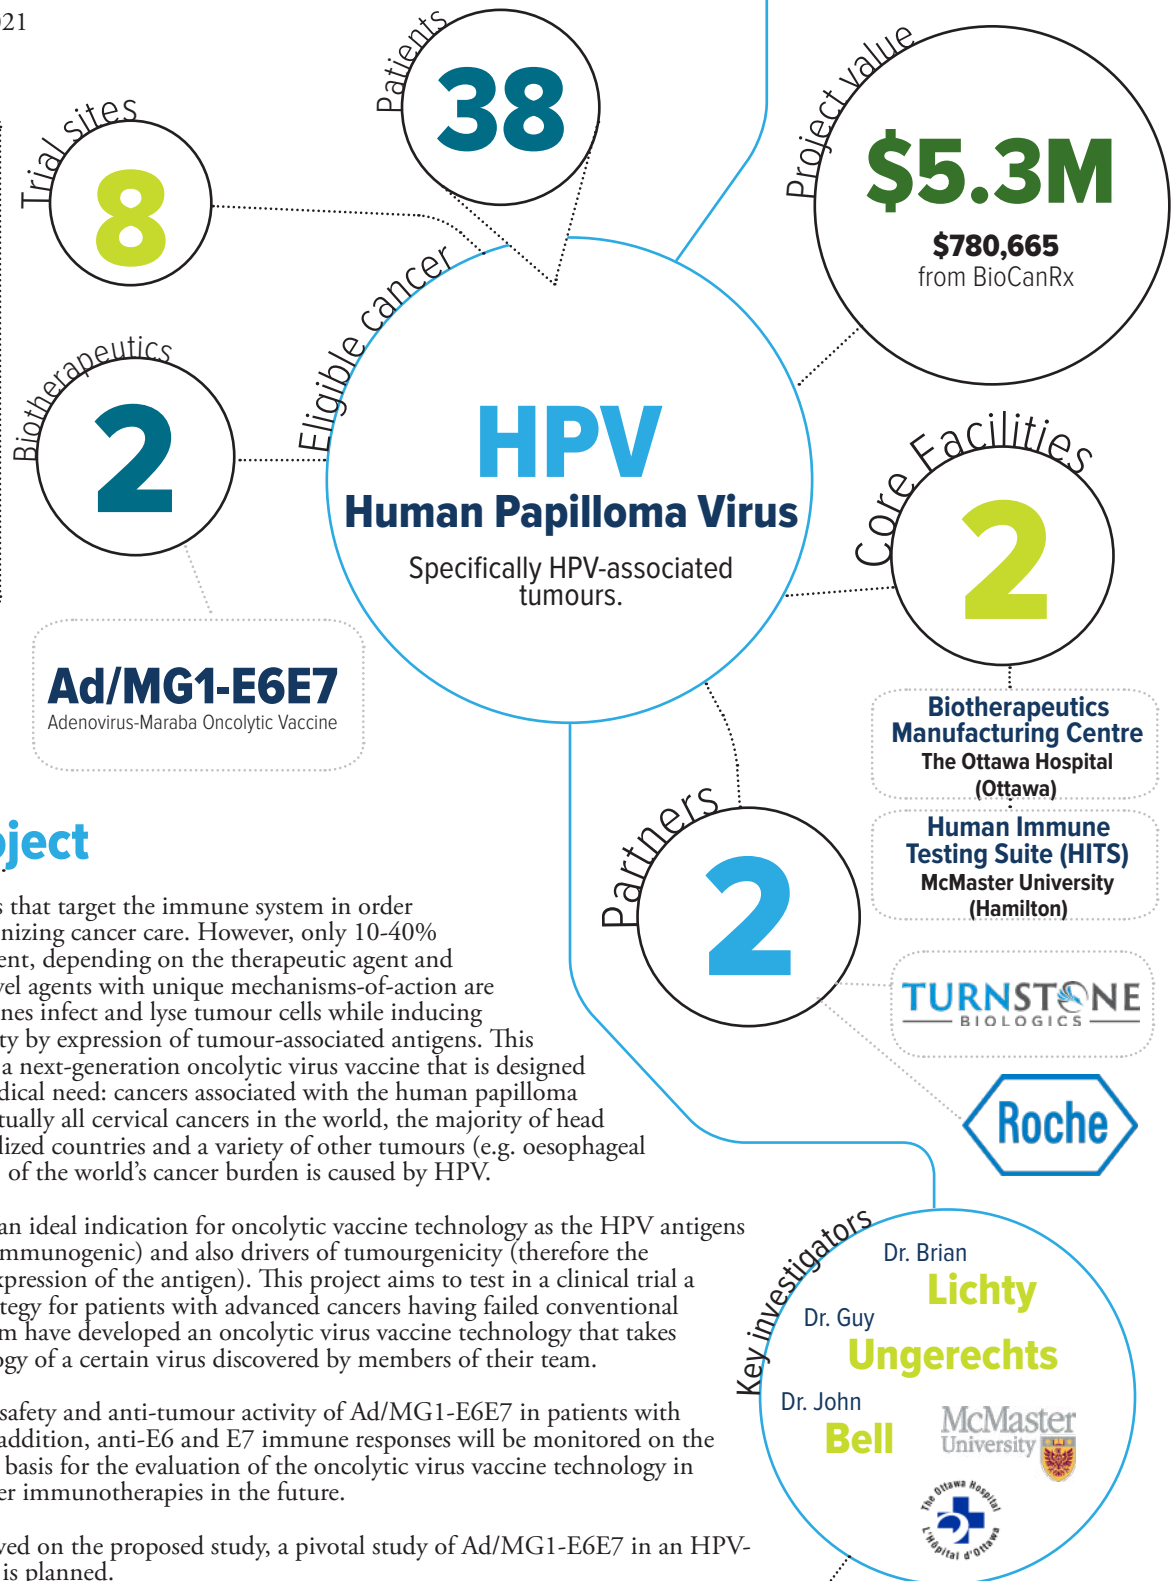 21
Patients
38
Trial sites
8
Project value
$5.3M
$780,665
from BioCanRx
Biotherapeutics
2
Eligible cancer
HPV
Human Papilloma Virus
Specifically HPV-associated
tumours.
Core Facilities
2
Ad/MG1-E6E7
Adenovirus-Maraba Oncolytic Vaccine
Biotherapeutics
Manufacturing Centre
The Ottawa Hospital
(Ottawa)
Human Immune
Testing Suite (HITS)
McMaster University
(Hamilton)
Partners
2
TURNSTONE
BIOLOGICS
Roche
ject
s that target the immune system in order
nizing cancer care. However, only 10-40%
ent, depending on the therapeutic agent and
vel agents with unique mechanisms-of-action are
nes infect and lyse tumour cells while inducing
ty by expression of tumour-associated antigens. This
a next-generation oncolytic virus vaccine that is designed
dical need: cancers associated with the human papilloma
tually all cervical cancers in the world, the majority of head
lized countries and a variety of other tumours (e.g. oesophageal
of the world's cancer burden is caused by HPV.
an ideal indication for oncolytic vaccine technology as the HPV antigens
mmunogenic) and also drivers of tumourgenicity (therefore the
xpression of the antigen). This project aims to test in a clinical trial a
tegy for patients with advanced cancers having failed conventional
m have developed an oncolytic virus vaccine technology that takes
ogy of a certain virus discovered by members of their team.
safety and anti-tumour activity of Ad/MG1-E6E7 in patients with
addition, anti-E6 and E7 immune responses will be monitored on the
basis for the evaluation of the oncolytic virus vaccine technology in
er immunotherapies in the future.
ved on the proposed study, a pivotal study of Ad/MG1-E6E7 in an HPV-
is planned.
Key investigators
Dr. Brian
Lichty
Dr. Guy
Ungerechts
Dr. John
Bell
McMaster
University
The Ottawa Hospital
L'Hôpital d'Ottawa